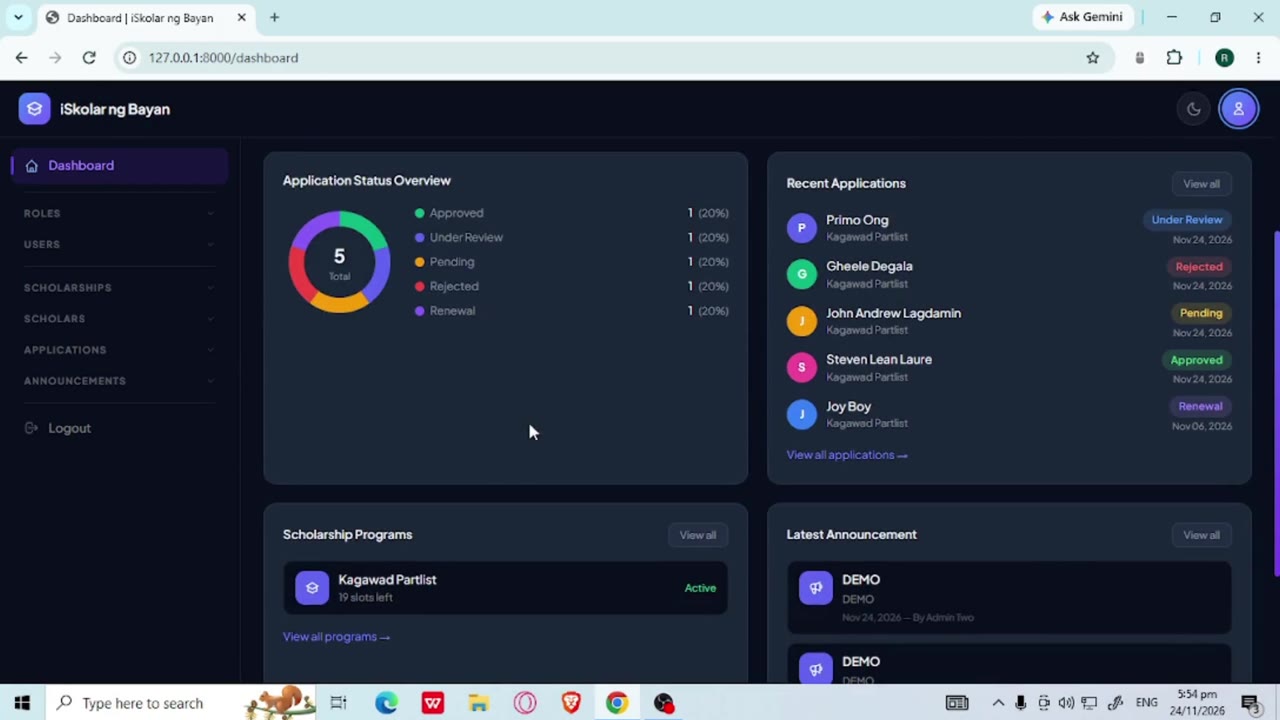 Dashboard | iSkolar ng Bayan
Ask Gemini
127.0.0.1:8000/dashboard
R
iSkolar ng Bayan
Dashboard
ROLES
USERS
SCHOLARSHIPS
SCHOLARS
APPLICATIONS
ANNOUNCEMENTS
Logout
Application Status Overview
5
Total
Approved 1 (20%)
Under Review 1 (20%)
Pending 1 (20%)
Rejected 1 (20%)
Renewal 1 (20%)
Recent Applications
View all
P
Primo Ong
Kagawad Partlist
Under Review
Nov 24, 2026
G
Gheele Degala
Kagawad Partlist
Rejected
Nov 24, 2026
J
John Andrew Lagdamin
Kagawad Partlist
Pending
Nov 24, 2026
S
Steven Lean Laure
Kagawad Partlist
Approved
Nov 24, 2026
J
Joy Boy
Kagawad Partlist
Renewal
Nov 06, 2026
View all applications →
Scholarship Programs
View all
Kagawad Partlist
19 slots left
Active
View all programs →
Latest Announcement
View all
DEMO
DEMO
Nov 24, 2026 — By Admin Two
DEMO
DEMO
Type here to search
ENG
5:54 pm
24/11/2026
3